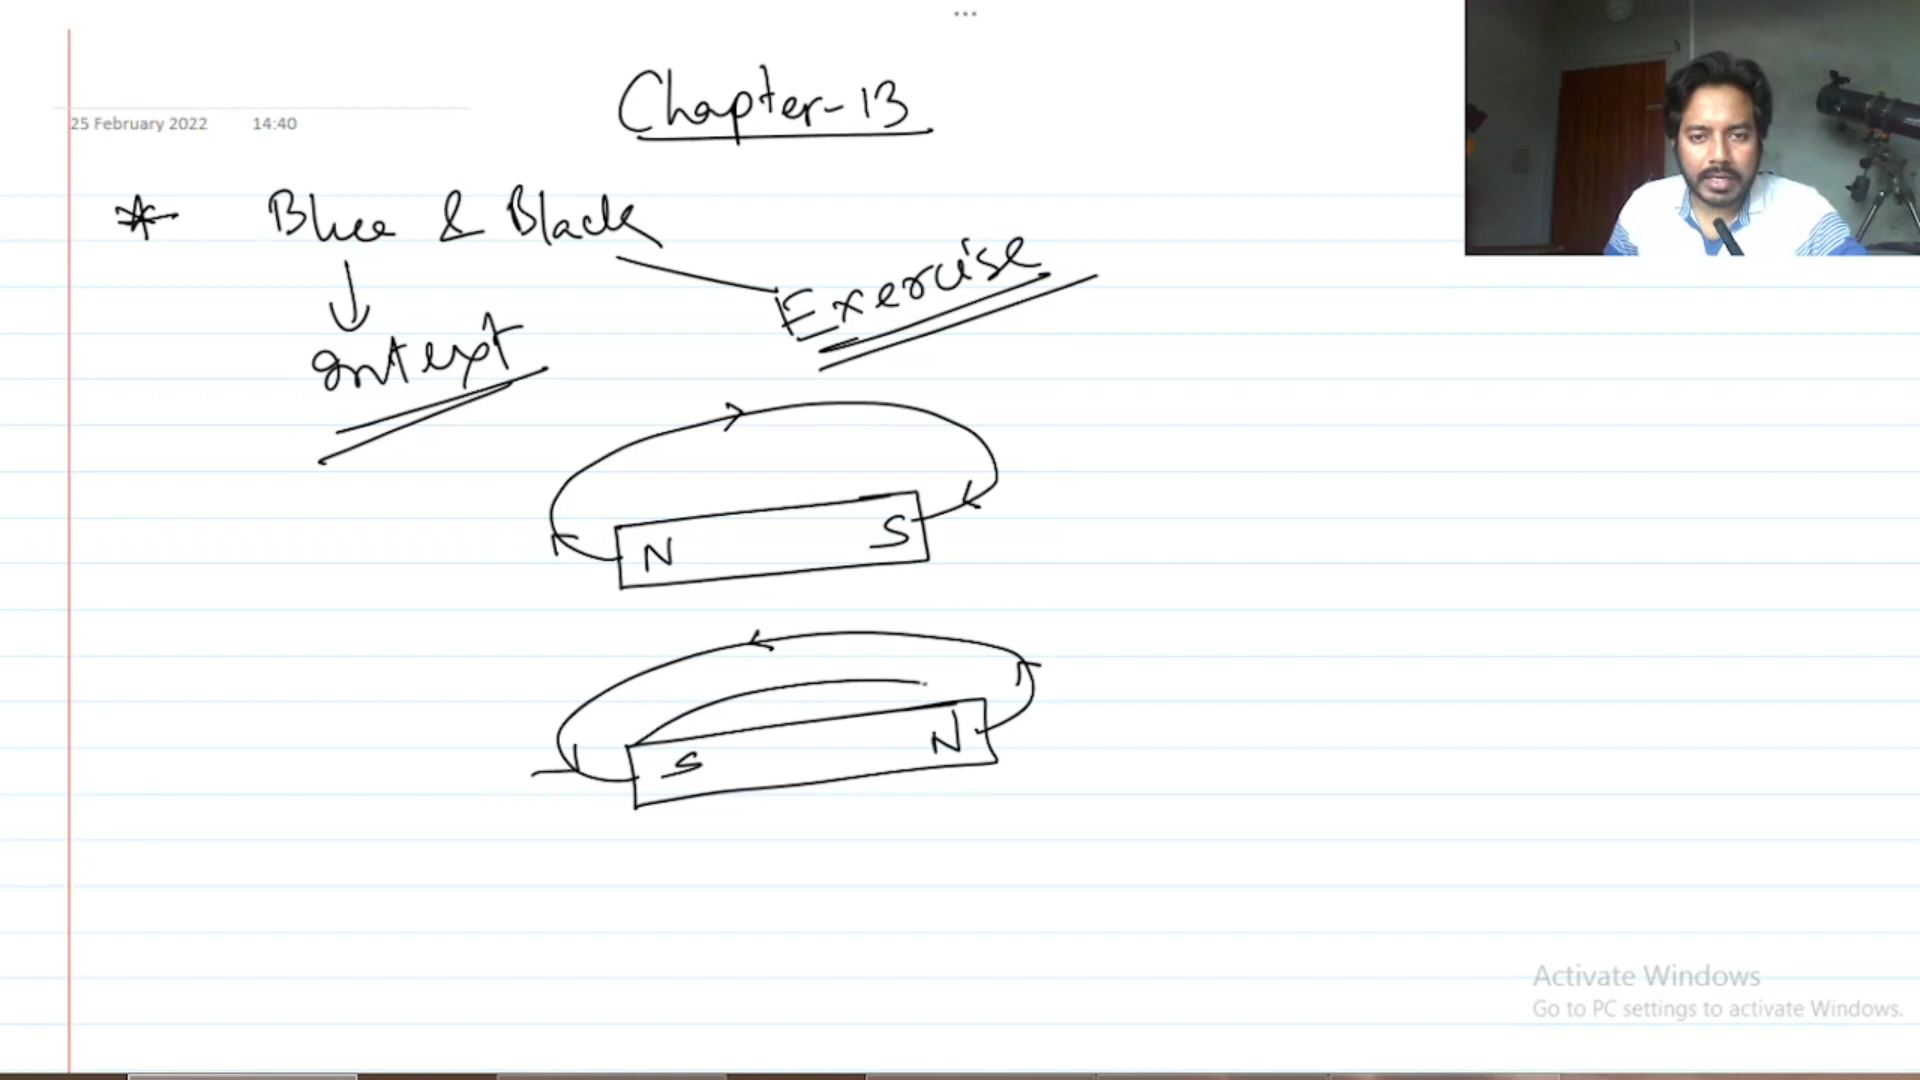 Chapter-13
25 February 2022 14:40
* Blue & Black
Exercise
Intext
N S
S N
Activate Windows
Go to PC settings to activate Windows.